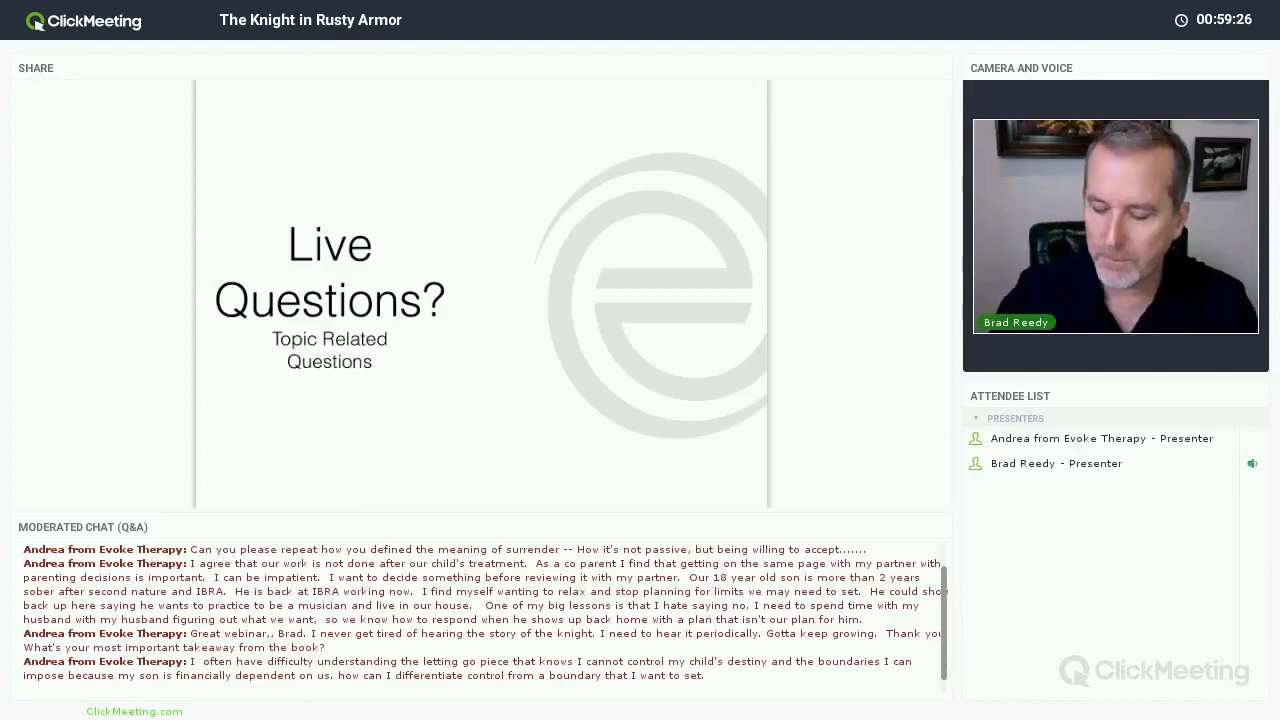 ClickMeeting
The Knight in Rusty Armor
00:59:26
SHARE
Live
Questions?
Topic Related
Questions
CAMERA AND VOICE
Brad Reedy
ATTENDEE LIST
PRESENTERS
Andrea from Evoke Therapy - Presenter
Brad Reedy - Presenter
MODERATED CHAT (Q&A)
Andrea from Evoke Therapy: Can you please repeat how you defined the meaning of surrender -- How it's not passive, but being willing to accept.......
Andrea from Evoke Therapy: I agree that our work is not done after our child's treatment. As a co parent I find that getting on the same page with my partner with
parenting decisions is important. I can be impatient. I want to decide something before reviewing it with my partner. Our 18 year old son is more than 2 years
sober after second nature and IBRA. He is back at IBRA working now. I find myself wanting to relax and stop planning for limits we may need to set. He could show
back up here saying he wants to practice to be a musician and live in our house. One of my big lessons is that I hate saying no. I need to spend time with my
husband with my husband figuring out what we want, so we know how to respond when he shows up back home with a plan that isn't our plan for him.
Andrea from Evoke Therapy: Great webinar,, Brad. I never get tired of hearing the story of the knight. I need to hear it periodically. Gotta keep growing. Thank you
What's your most important takeaway from the book?
Andrea from Evoke Therapy: I often have difficulty understanding the letting go piece that knows I cannot control my child's destiny and the boundaries I can
impose because my son is financially dependent on us. how can I differentiate control from a boundary that I want to set.
ClickMeeting
ClickMeeting.com